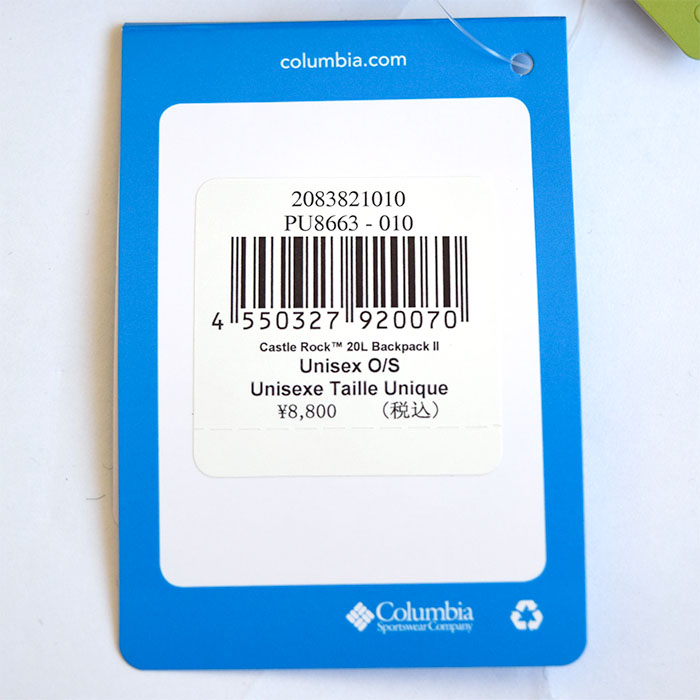 columbia.com
2083821010
PU8663 - 010
4 550327 920070
Castle Rock™ 20L Backpack II
Unisex O/S
Unisexe Taille Unique
¥8,800 (税込)
Columbia
Sportswear Company